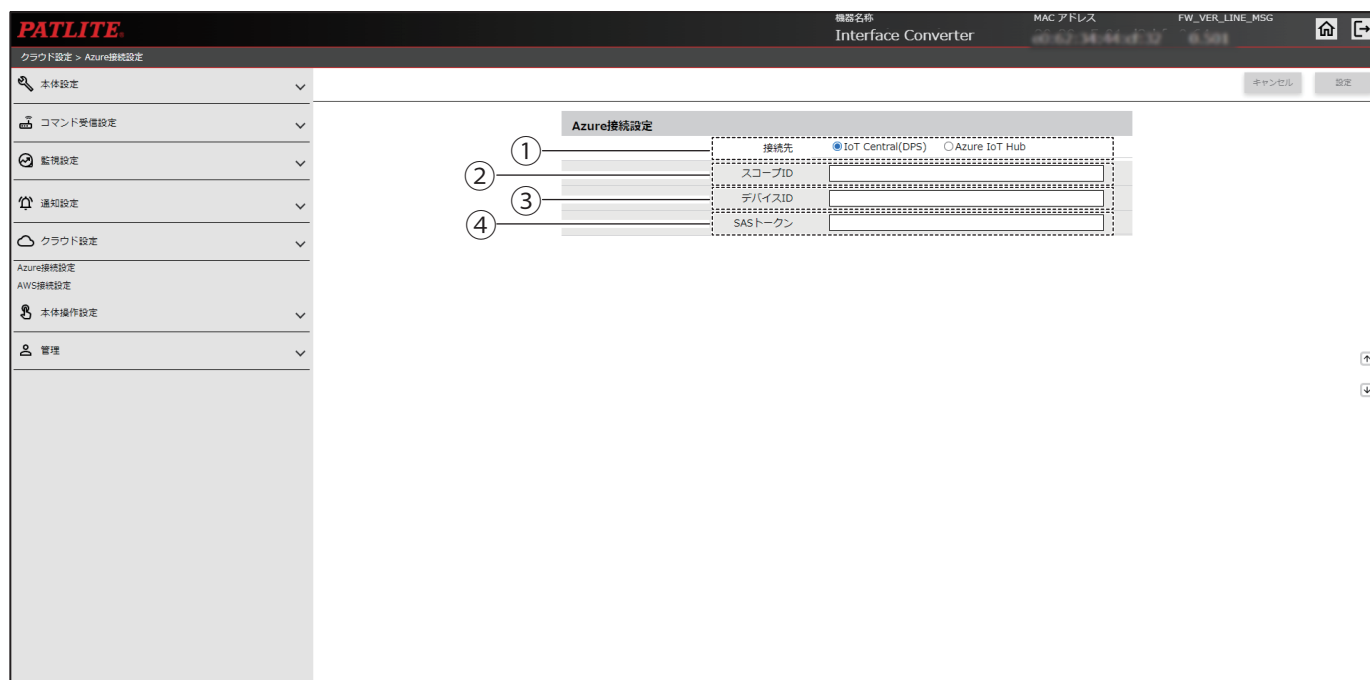 PATLITE
機器名称
MAC アドレス
FW_VER_LINE_MSG
Interface Converter
クラウド設定 > Azure接続設定
本体設定
キャンセル
設定
コマンド受信設定
監視設定
通知設定
クラウド設定
Azure接続設定
AWS接続設定
本体操作設定
管理
Azure接続設定
① 接続先 IoT Central(DPS) Azure IoT Hub
② スコープID
③ デバイスID
④ SASトークン